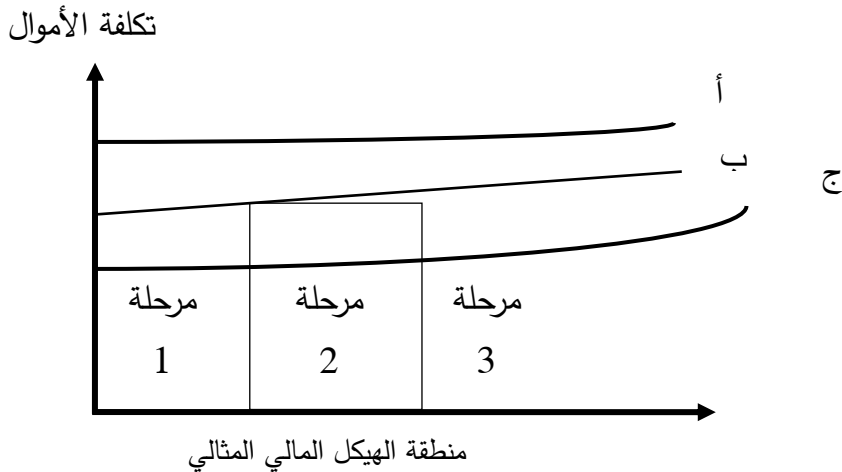 تكلفة الأموال
أ
ب
ج
مرحلة مرحلة مرحلة
1 2 3
منطقة الهيكل المالي المثالي